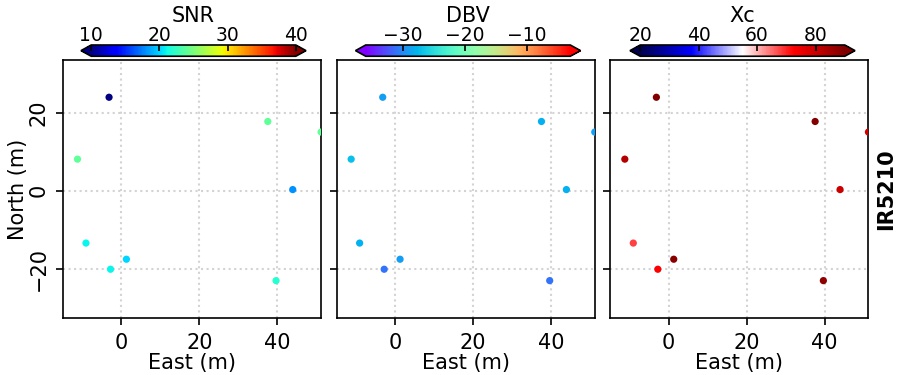 SNR DBV Xc
10 20 30 40 −30 −20 −10 20 40 60 80
20
0
−20
North (m)
IR5210
0 20 40 0 20 40 0 20 40
East (m) East (m) East (m)